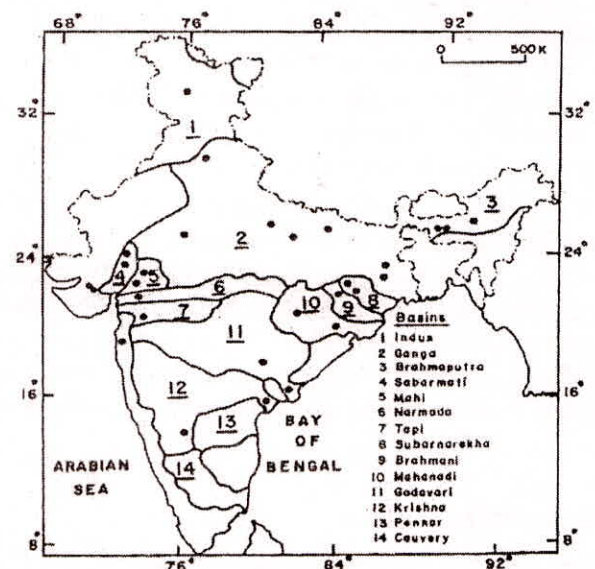 68° 76° 84° 92°
0 500K
32° 32°
1
3
2
24° 24°
4 5
6
7
10 9 8
11
Basins
1 Indus
2 Ganga
3 Brahmaputra
4 Sabarmati
5 Mahi
6 Narmada
7 Tapi
8 Subarnarekha
9 Brahmani
10 Mahanadi
11 Godavari
12 Krishna
13 Pennar
14 Cauvery
16° 16°
12
13
14
BAY
OF
BENGAL
ARABIAN
SEA
8° 8°
76° 84° 92°